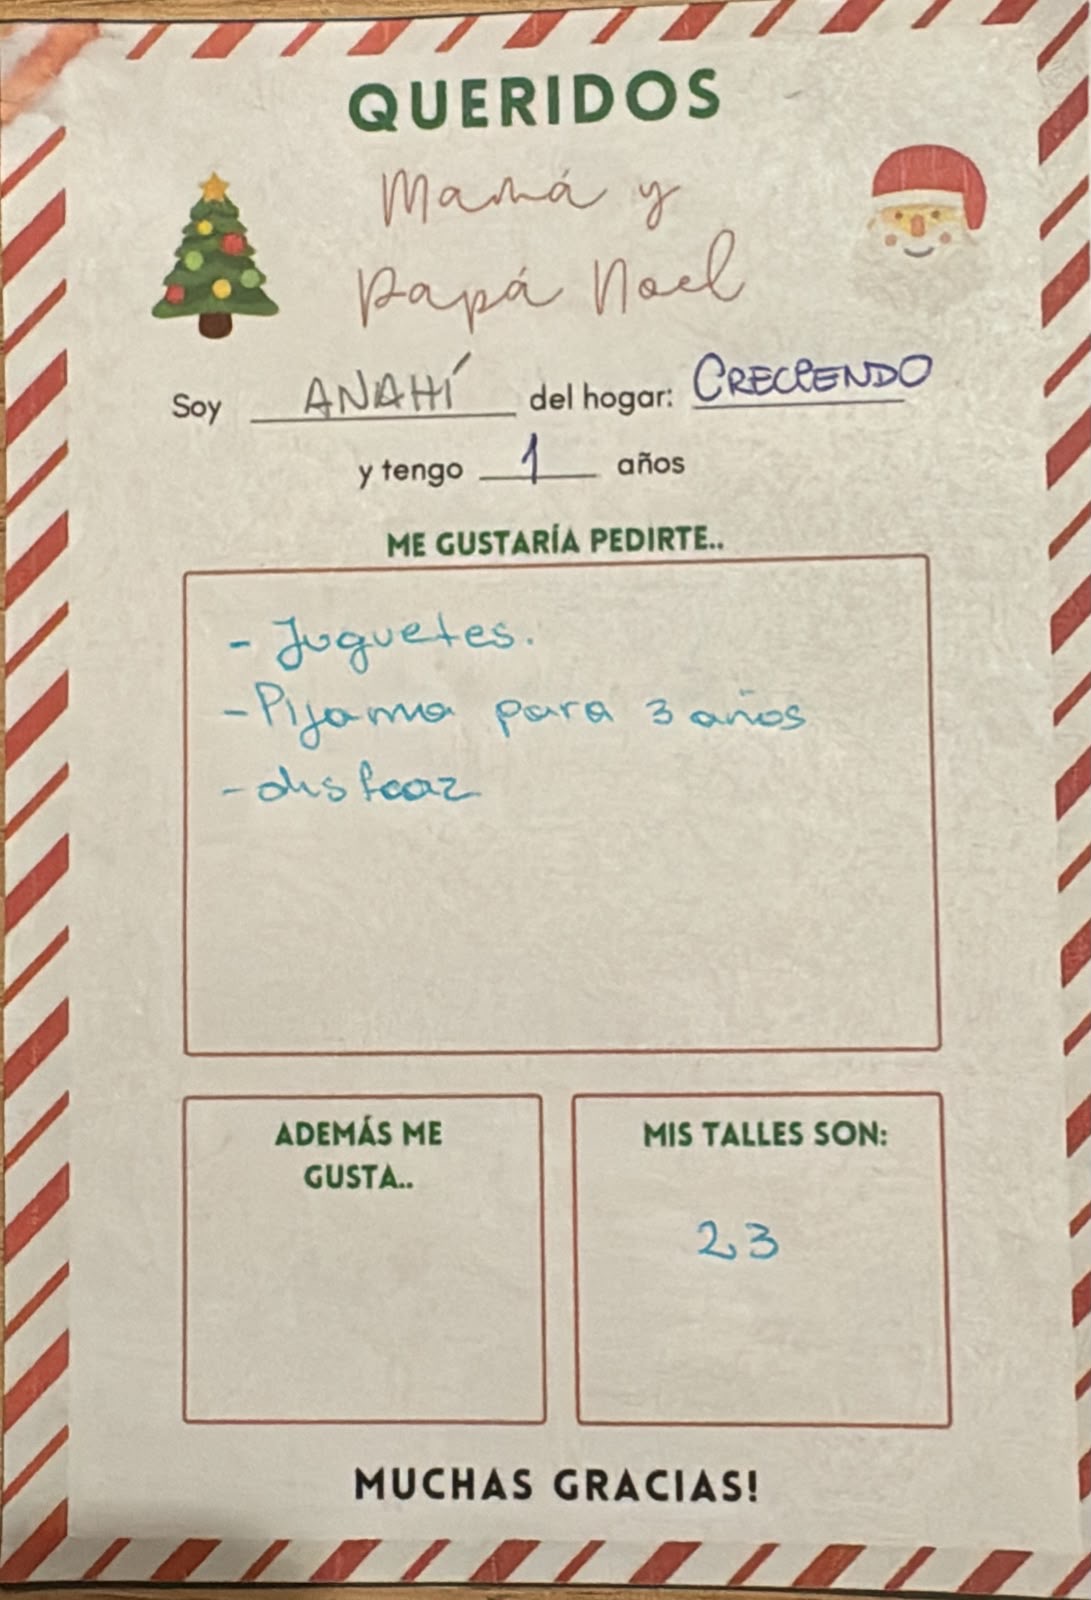 QUERIDOS
Mamá y
Papá Noel
Soy ANAHÍ del hogar: CRECIENDO
y tengo 1 años
ME GUSTARÍA PEDIRTE..
- Juguetes.
- Pijama para 3 años
- disfraz
ADEMÁS ME
GUSTA..
MIS TALLES SON:
23
MUCHAS GRACIAS!